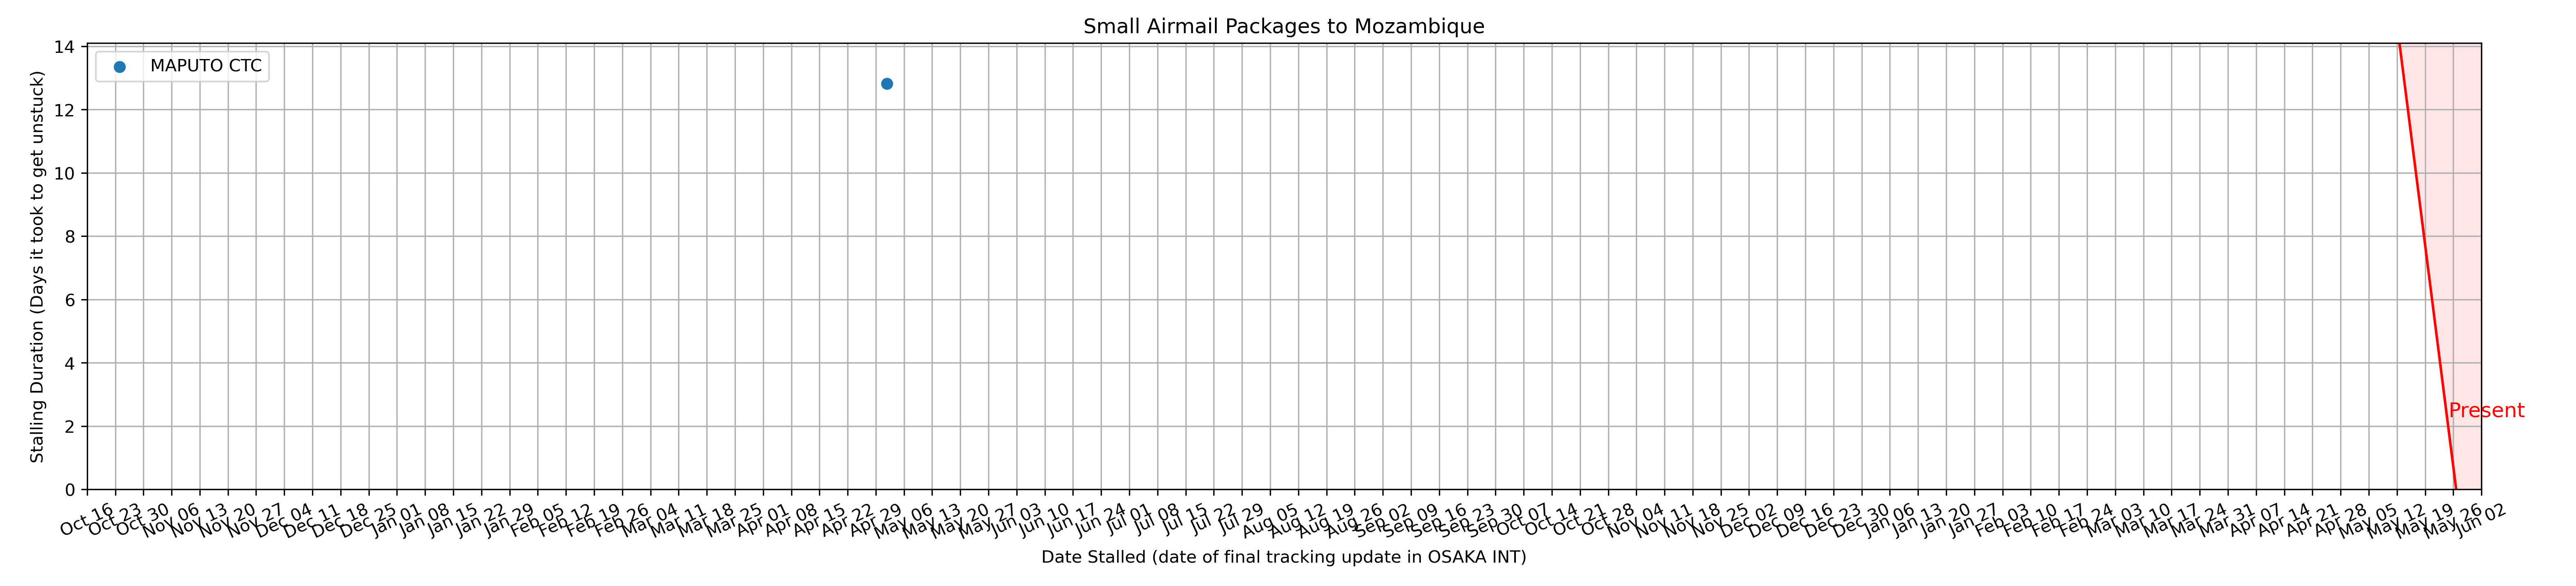 Small Airmail Packages to Mozambique
MAPUTO CTC
Stalling Duration (Days it took to get unstuck)
14
12
10
8
6
4
2
0
Present
Oct 16
Oct 23
Oct 30
Nov 06
Nov 13
Nov 20
Nov 27
Dec 04
Dec 11
Dec 18
Dec 25
Jan 01
Jan 08
Jan 15
Jan 22
Jan 29
Feb 05
Feb 12
Feb 19
Feb 26
Mar 04
Mar 11
Mar 18
Mar 25
Apr 01
Apr 08
Apr 15
Apr 22
Apr 29
May 06
May 13
May 20
May 27
Jun 03
Jun 10
Jun 17
Jun 24
Jul 01
Jul 08
Jul 15
Jul 22
Jul 29
Aug 05
Aug 12
Aug 19
Aug 26
Sep 02
Sep 09
Sep 16
Sep 23
Sep 30
Oct 07
Oct 14
Oct 21
Oct 28
Nov 04
Nov 11
Nov 18
Nov 25
Dec 02
Dec 09
Dec 16
Dec 23
Dec 30
Jan 06
Jan 13
Jan 20
Jan 27
Feb 03
Feb 10
Feb 17
Feb 24
Mar 03
Mar 10
Mar 17
Mar 24
Mar 31
Apr 07
Apr 14
Apr 21
Apr 28
May 05
May 12
May 19
May 26
Jun 02
Date Stalled (date of final tracking update in OSAKA INT)